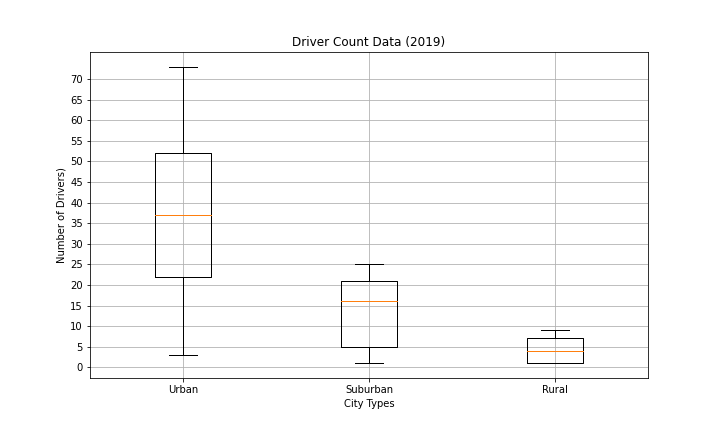 Driver Count Data (2019)
70
65
60
55
50
45
40
35
30
25
20
15
10
5
0
Number of Drivers)
Urban
Suburban
Rural
City Types